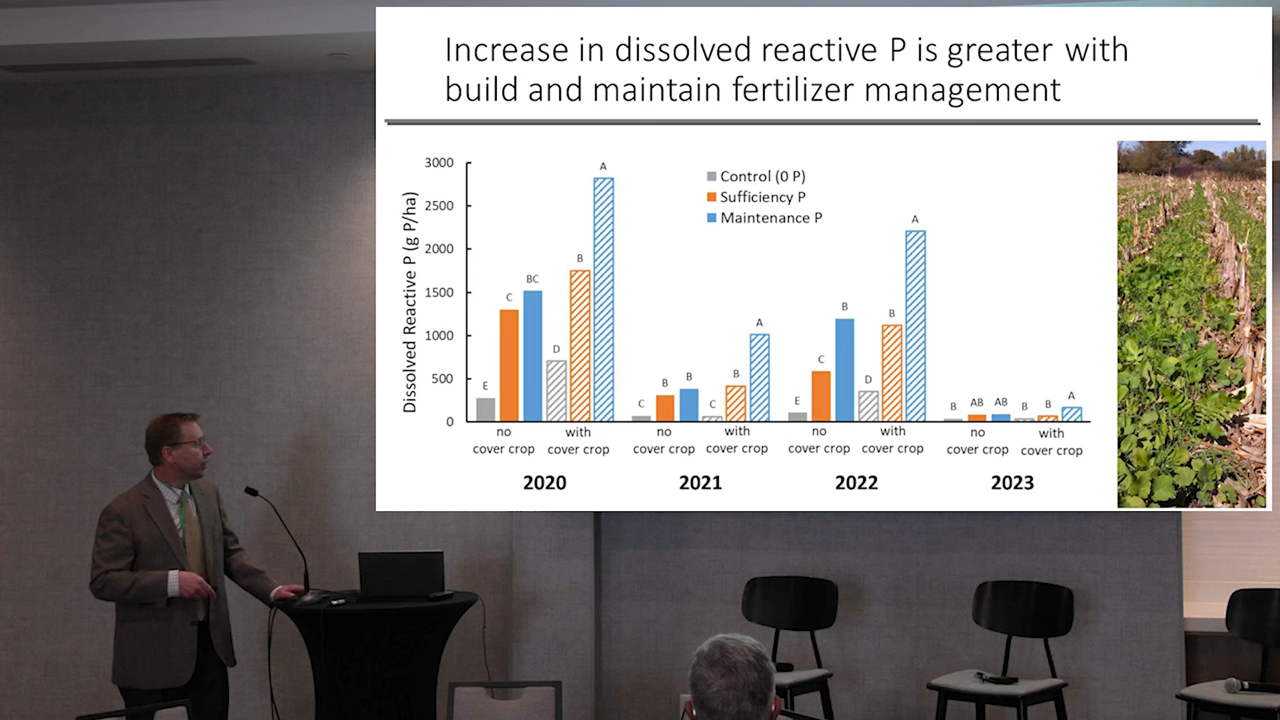 Increase in dissolved reactive P is greater with
build and maintain fertilizer management
Dissolved Reactive P (g P/ha)
3000
2500
2000
1500
1000
500
0
Control (0 P)
Sufficiency P
Maintenance P
E
C
BC
D
B
A
C
B
B
C
B
A
E
C
B
D
B
A
B
AB
AB
B
B
A
no
cover crop
with
cover crop
no
cover crop
with
cover crop
no
cover crop
with
cover crop
no
cover crop
with
cover crop
2020
2021
2022
2023